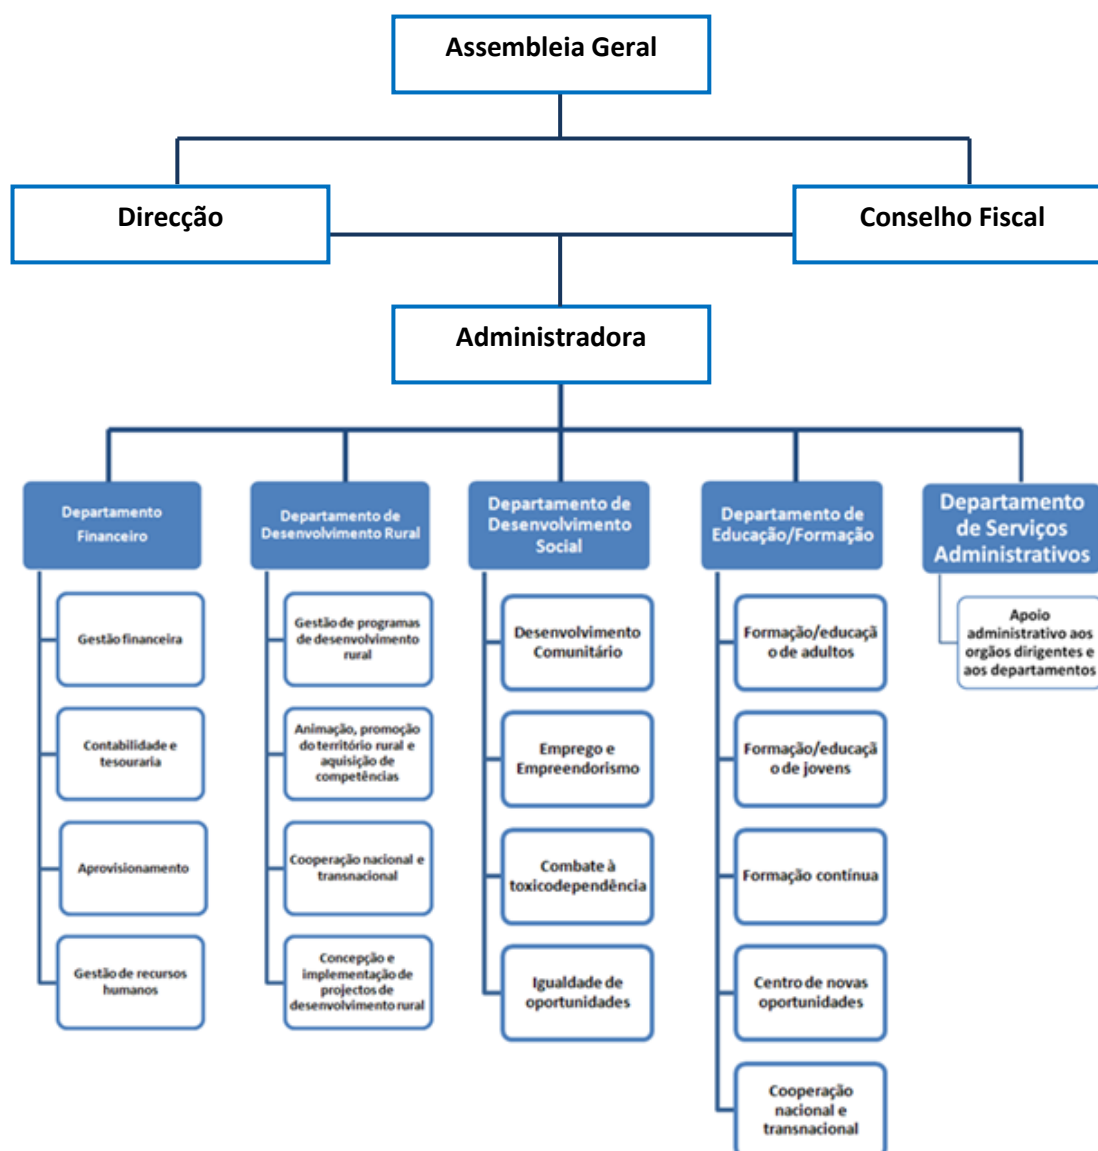 Assembleia Geral
Direcção
Conselho Fiscal
Administradora
Departamento
Financeiro
Gestão financeira
Contabilidade e
tesouraria
Aprovisionamento
Gestão de recursos
humanos
Departamento de
Desenvolvimento Rural
Gestão de programas
de desenvolvimento
rural
Animação, promoção
do território rural e
aquisição de
competências
Cooperação nacional e
transnacional
Concepção e
implementação de
projectos de
desenvolvimento rural
Departamento de
Desenvolvimento
Social
Desenvolvimento
Comunitário
Emprego e
Empreendorismo
Combate à
toxicodependência
Igualdade de
oportunidades
Departamento de
Educação/Formação
Formação/educaçã
o de adultos
Formação/educaçã
o de jovens
Formação contínua
Centro de novas
oportunidades
Cooperação
nacional e
transnacional
Departamento
de Serviços
Administrativos
Apoio
administrativo aos
orgãos dirigentes e
aos departamentos